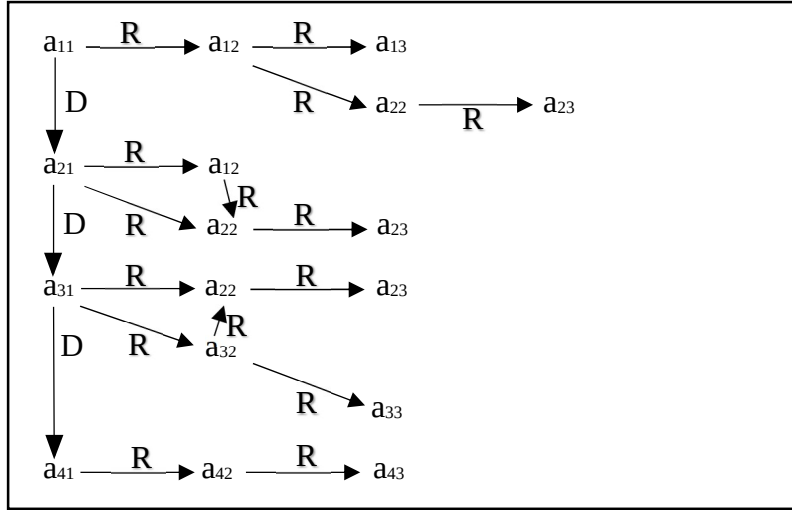 a11 R a12 R a13
R a22 R a23
D
a21 R a12
R
D R a22 R a23
a31 R a22 R a23
R
D R a32
R a33
a41 R a42 R a43